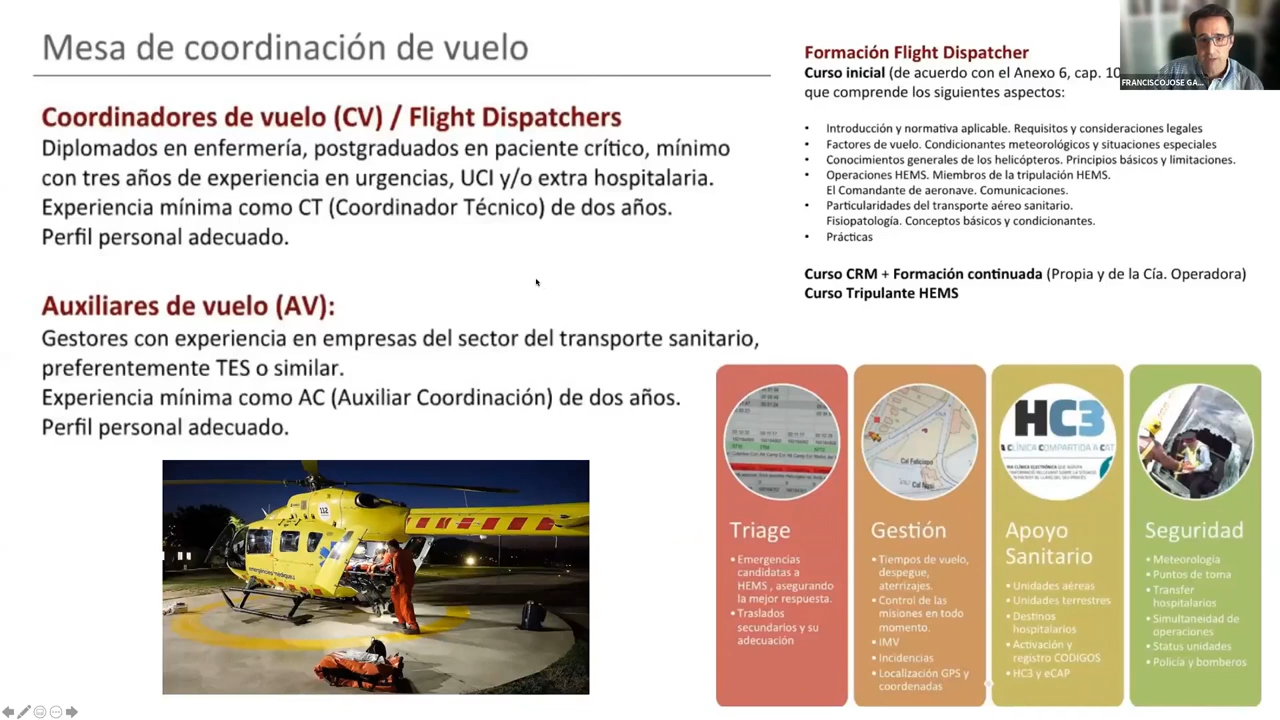 Mesa de coordinación de vuelo
Coordinadores de vuelo (CV) / Flight Dispatchers
Diplomados en enfermería, postgraduados en paciente crítico, mínimo
con tres años de experiencia en urgencias, UCI y/o extra hospitalaria.
Experiencia mínima como CT (Coordinador Técnico) de dos años.
Perfil personal adecuado.
Auxiliares de vuelo (AV):
Gestores con experiencia en empresas del sector del transporte sanitario,
preferentemente TES o similar.
Experiencia mínima como AC (Auxiliar Coordinación) de dos años.
Perfil personal adecuado.
112
Formación Flight Dispatcher
Curso inicial (de acuerdo con el Anexo 6, cap. 10
que comprende los siguientes aspectos:
• Introducción y normativa aplicable. Requisitos y consideraciones legales
• Factores de vuelo. Condicionantes meteorológicos y situaciones especiales
• Conocimientos generales de los helicópteros. Principios básicos y limitaciones.
• Operaciones HEMS. Miembros de la tripulación HEMS.
El Comandante de aeronave. Comunicaciones.
• Particularidades del transporte aéreo sanitario.
Fisiopatología. Conceptos básicos y condicionantes.
• Prácticas
Curso CRM + Formación continuada (Propia y de la Cía. Operadora)
Curso Tripulante HEMS
FRANCISCOJOSE GA...
Triage
• Emergencias
candidatas a
HEMS , asegurando
la mejor respuesta.
• Traslados
secundarios y su
adecuación
Cal Feliciano
Gestión
• Tiempos de vuelo,
despegue,
aterrizajes.
• Control de las
misiones en todo
momento.
• IMV
• Incidencias
• Localización GPS y
coordenadas
HC3
CLÍNICA COMPARTIDA A CAT
Apoyo
Sanitario
• Unidades aéreas
• Unidades terrestres
• Destinos
hospitalarios
• Activación y
registro CODIGOS
• HC3 y eCAP
Seguridad
• Meteorología
• Puntos de toma
• Transfer
hospitalarios
• Simultaneidad de
operaciones
• Status unidades
• Policía y bomberos